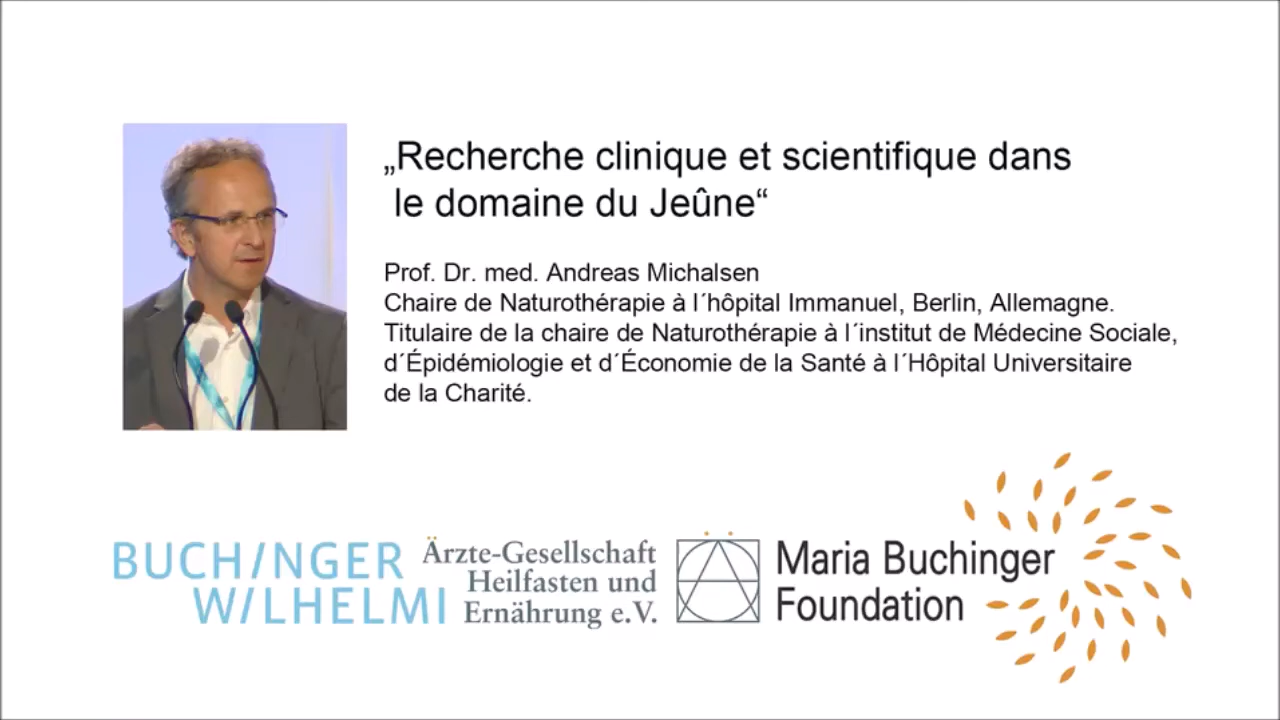 „Recherche clinique et scientifique dans
le domaine du Jeûne“
Prof. Dr. med. Andreas Michalsen
Chaire de Naturothérapie à l´hôpital Immanuel, Berlin, Allemagne.
Titulaire de la chaire de Naturothérapie à l´institut de Médecine Sociale,
d´Épidémiologie et d´Économie de la Santé à l´Hôpital Universitaire
de la Charité.
BUCHINGER
WILHELMI
Ärzte-Gesellschaft
Heilfasten und
Ernährung e.V.
Maria Buchinger
Foundation